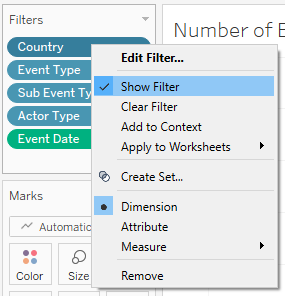 Filters
Number of
Country
Event Type
Sub Event Ty
Actor Type
Event Date
Edit Filter...
Show Filter
Clear Filter
Add to Context
Apply to Worksheets
Create Set...
Dimension
Attribute
Measure
Remove
Marks
Automatic
Color
Size